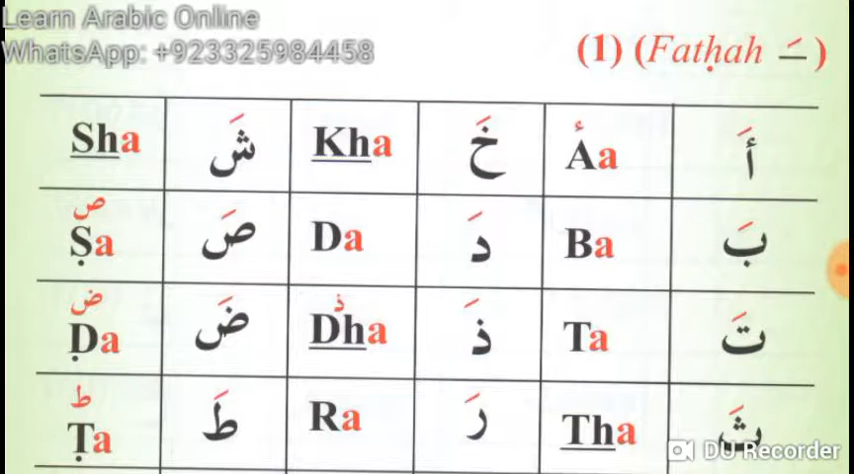 Learn Arabic Online
WhatsApp: +923325984458
(1) (Fatḥah ـَ)
Sha شَ Kha خَ Áa أَ
ص
Ṣa صَ Da دَ Ba بَ
ض ذ
Ḍa ضَ Dha ذَ Ta تَ
ط
Ṭa طَ Ra رَ Tha ثَ
DU Recorder